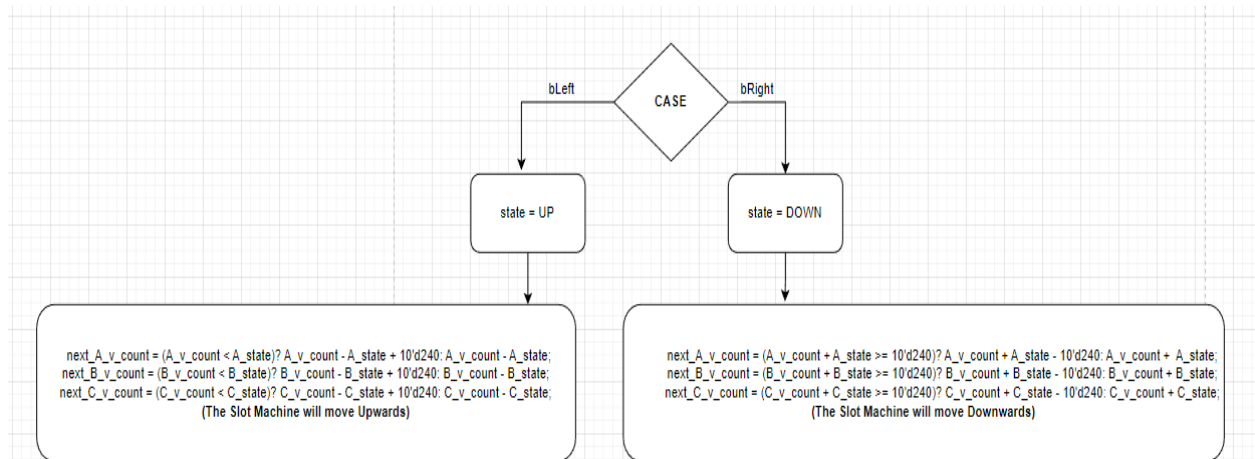 bLeft
CASE
bRight
state = UP
state = DOWN
next_A_v_count = (A_v_count < A_state)? A_v_count - A_state + 10'd240: A_v_count - A_state;
next_B_v_count = (B_v_count < B_state)? B_v_count - B_state + 10'd240: B_v_count - B_state;
next_C_v_count = (C_v_count < C_state)? C_v_count - C_state + 10'd240: C_v_count - C_state;
(The Slot Machine will move Upwards)
next_A_v_count = (A_v_count + A_state >= 10'd240)? A_v_count + A_state - 10'd240: A_v_count + A_state;
next_B_v_count = (B_v_count + B_state >= 10'd240)? B_v_count + B_state - 10'd240: B_v_count + B_state;
next_C_v_count = (C_v_count + C_state >= 10'd240)? C_v_count + C_state - 10'd240: C_v_count + C_state;
(The Slot Machine will move Downwards)